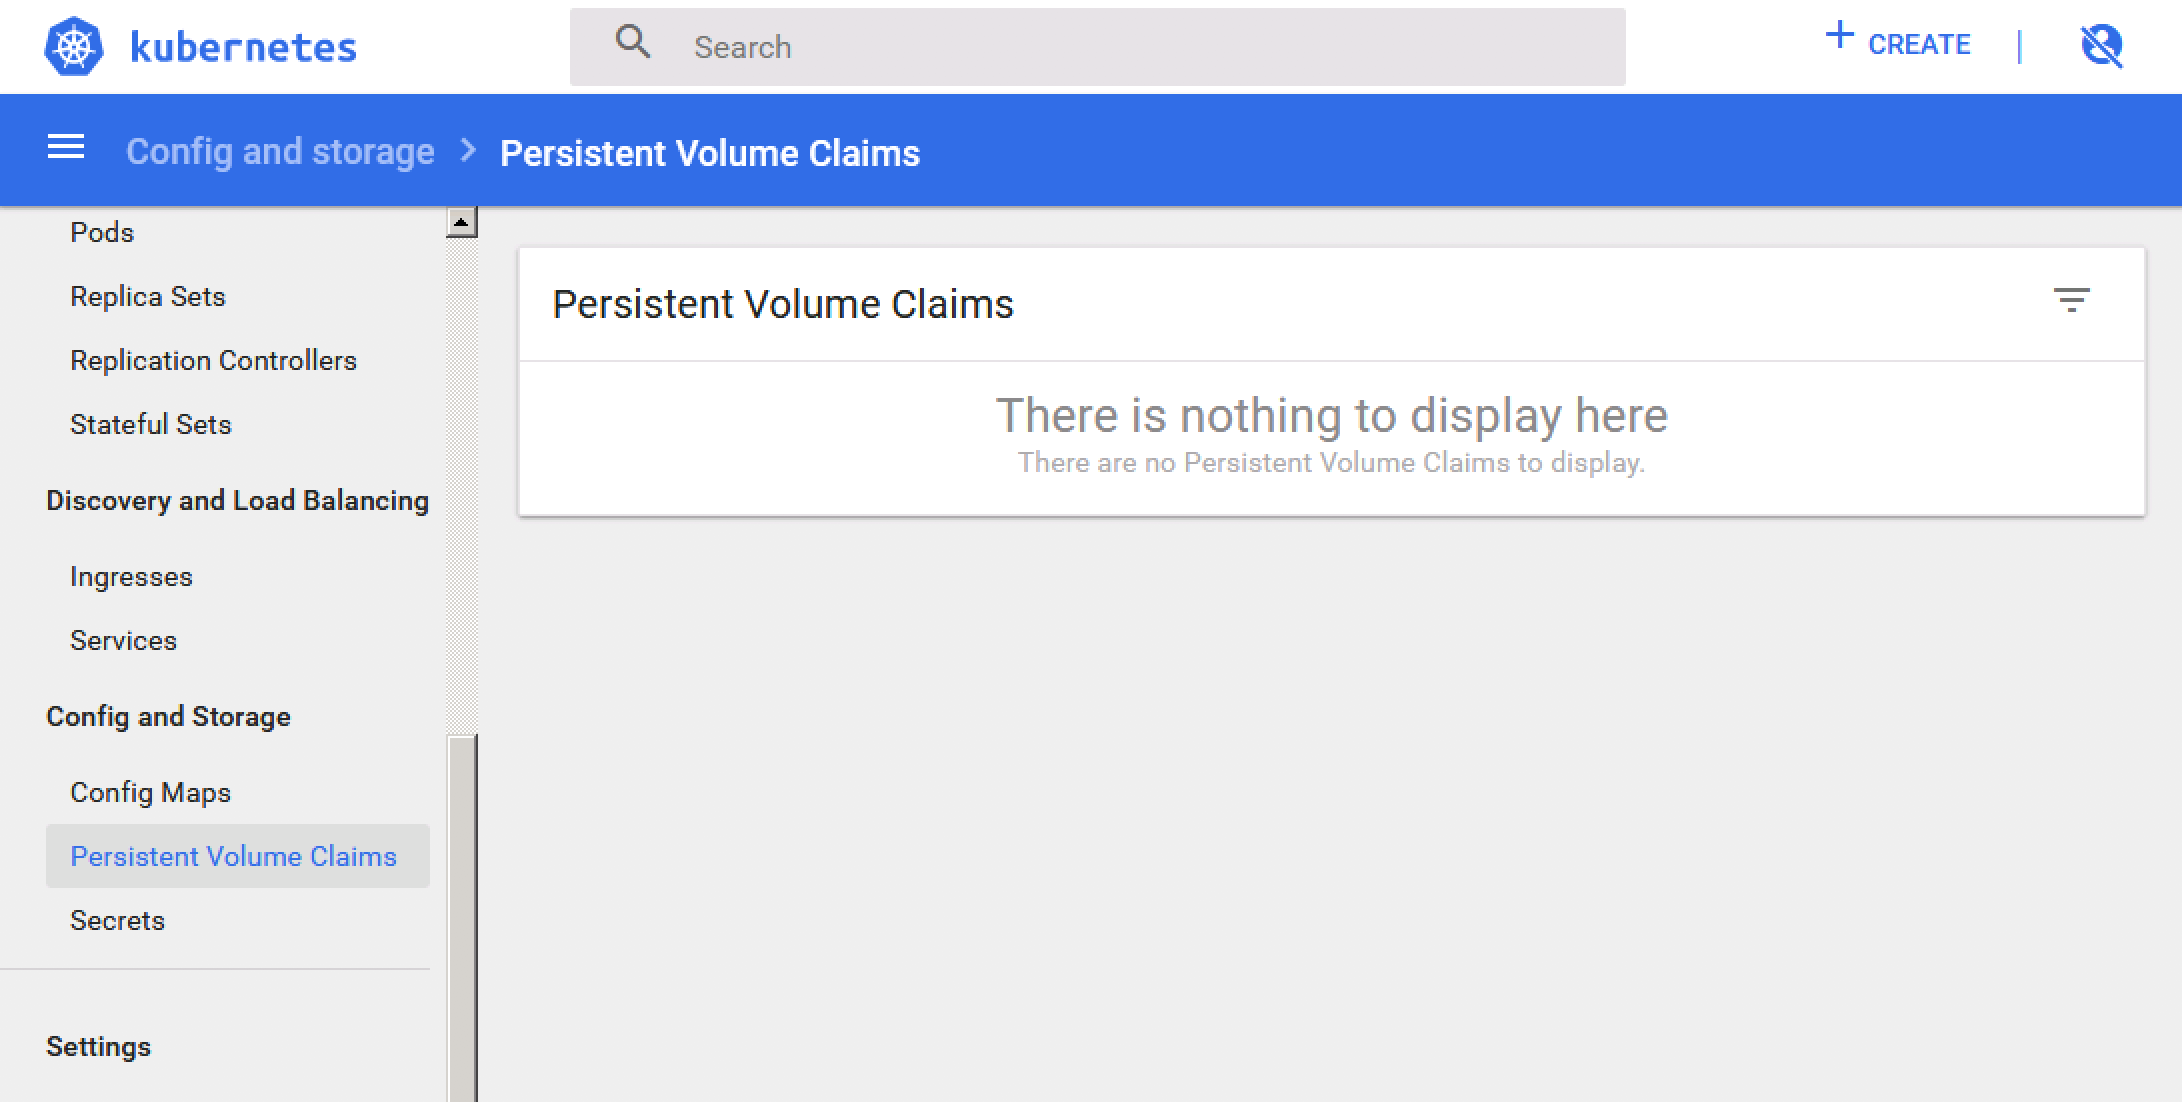 kubernetes
Search
+ CREATE |
Config and storage > Persistent Volume Claims
Pods
Replica Sets
Replication Controllers
Stateful Sets
Discovery and Load Balancing
Ingresses
Services
Config and Storage
Config Maps
Persistent Volume Claims
Secrets
Settings
Persistent Volume Claims
There is nothing to display here
There are no Persistent Volume Claims to display.